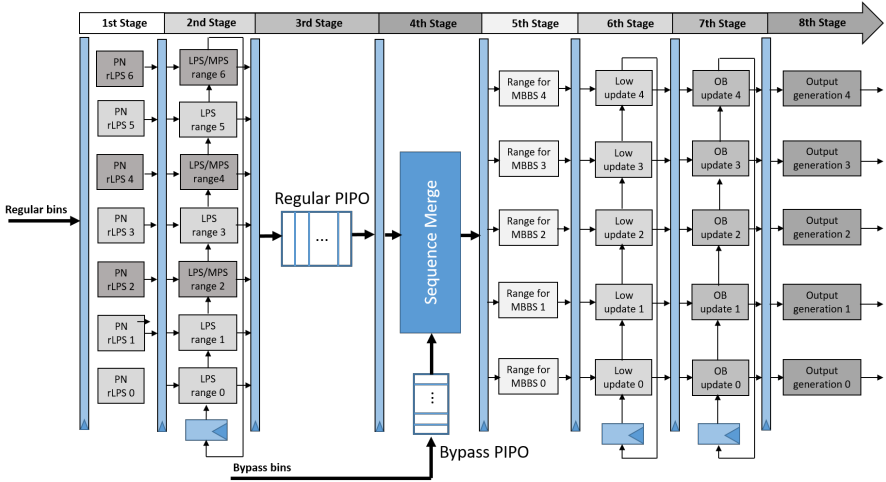 1st Stage
2nd Stage
3rd Stage
4th Stage
5th Stage
6th Stage
7th Stage
8th Stage
PN
rLPS 6
LPS/MPS
range 6
PN
rLPS 5
LPS
range 5
PN
rLPS 4
LPS/MPS
range4
PN
rLPS 3
LPS
range 3
PN
rLPS 2
LPS/MPS
range 2
PN
rLPS 1
LPS
range 1
PN
rLPS 0
LPS
range 0
Regular bins
Regular PIPO
...
Sequence Merge
...
Bypass PIPO
Bypass bins
Range for
MBBS 4
Low
update 4
OB
update 4
Output
generation 4
Range for
MBBS 3
Low
update 3
OB
update 3
Output
generation 3
Range for
MBBS 2
Low
update 2
OB
update 2
Output
generation 2
Range for
MBBS 1
Low
update 1
OB
update 1
Output
generation 1
Range for
MBBS 0
Low
update 0
OB
update 0
Output
generation 0